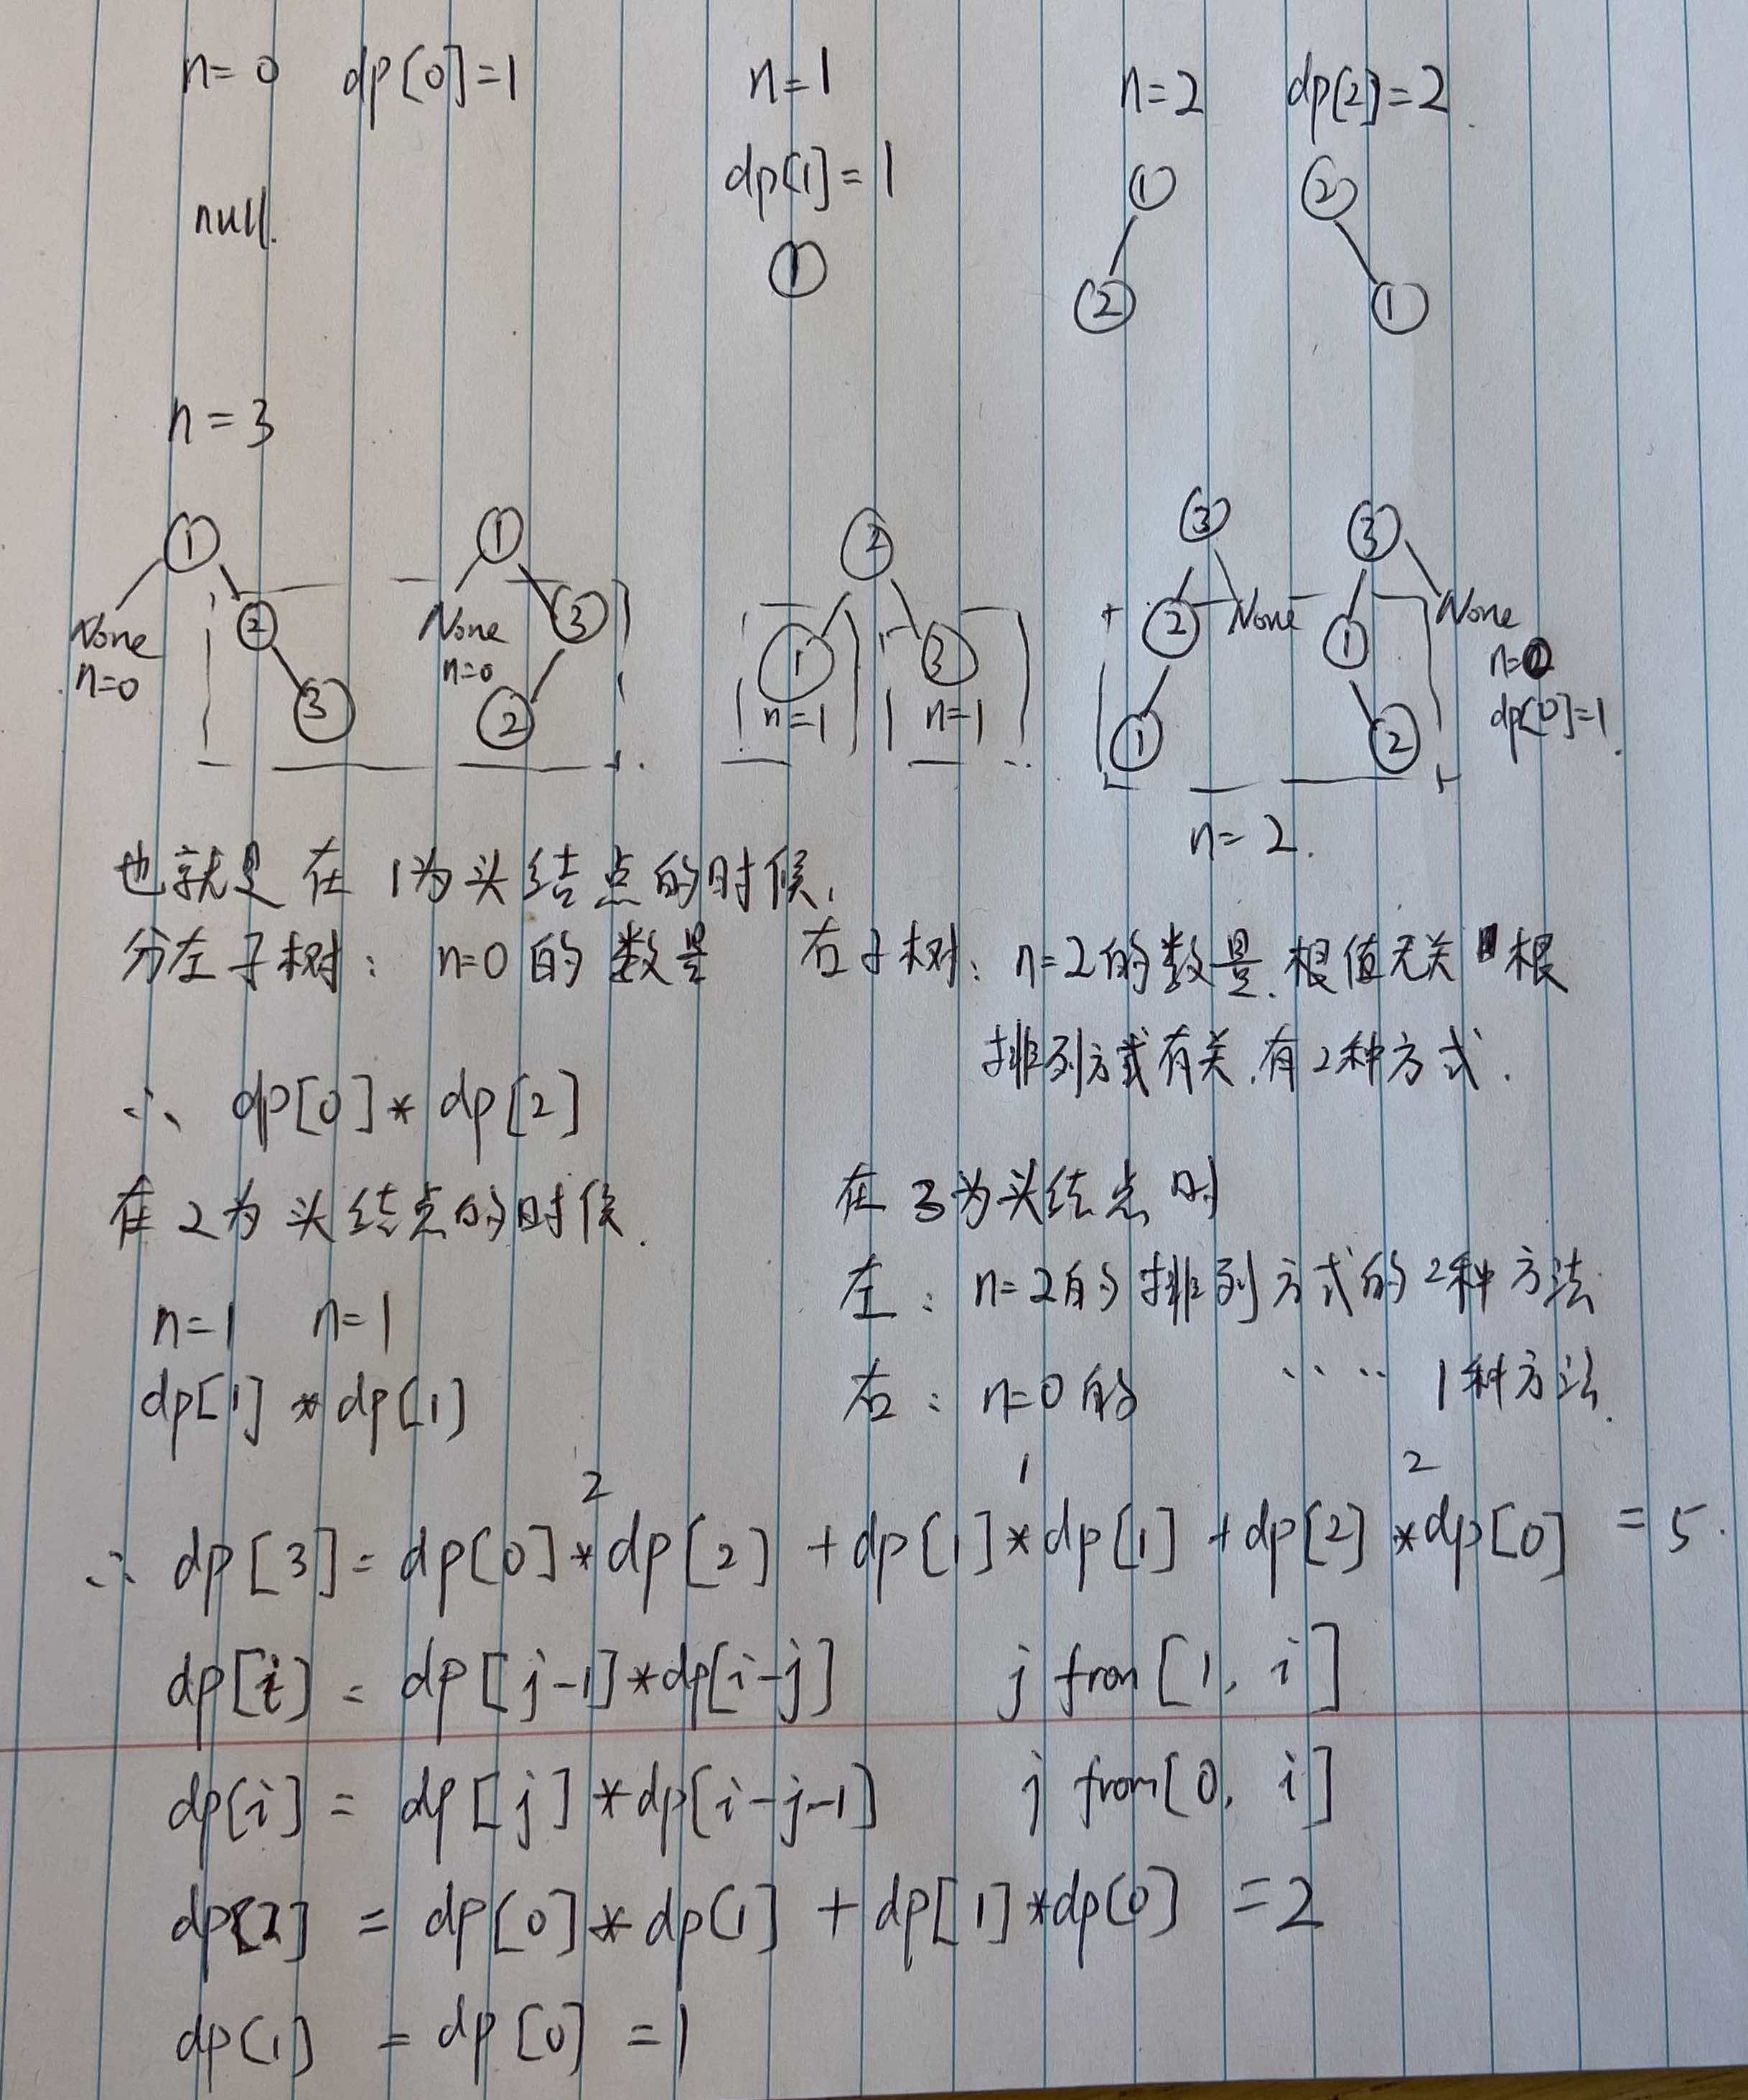 n=0 dp[0]=1 n=1 n=2 dp[2]=2
dp[1]=1
null.
① ② ① ② ①
n=3
① ① ② ③ ③
None ② None ③ ① ③ ② None ① None
n=0 n=0 n=0
③ ② n=1 n=1 ① ② dp[0]=1.
n=2.
也就是在1为头结点的时候,
分左子树: n=0的数量 右子树: n=2的数量. 根值无关 根
排列方式有关.有2种方式.
∴ dp[0]*dp[2]
在2为头结点的时候.
n=1 n=1
dp[1]*dp[1]
在3为头结点时
左: n=2的排列方式的2种方法
右: n=0的 ···· 1种方法.
2 1 2
∴ dp[3]=dp[0]*dp[2]+dp[1]*dp[1]+dp[2]*dp[0] =5.
dp[i]=dp[j-1]*dp[i-j] j from [1, i]
dp[i]=dp[j]*dp[i-j-1] j from[0, i]
dp[2] = dp[0]*dp[1]+dp[1]*dp[0] =2
dp[1] = dp[0] =1